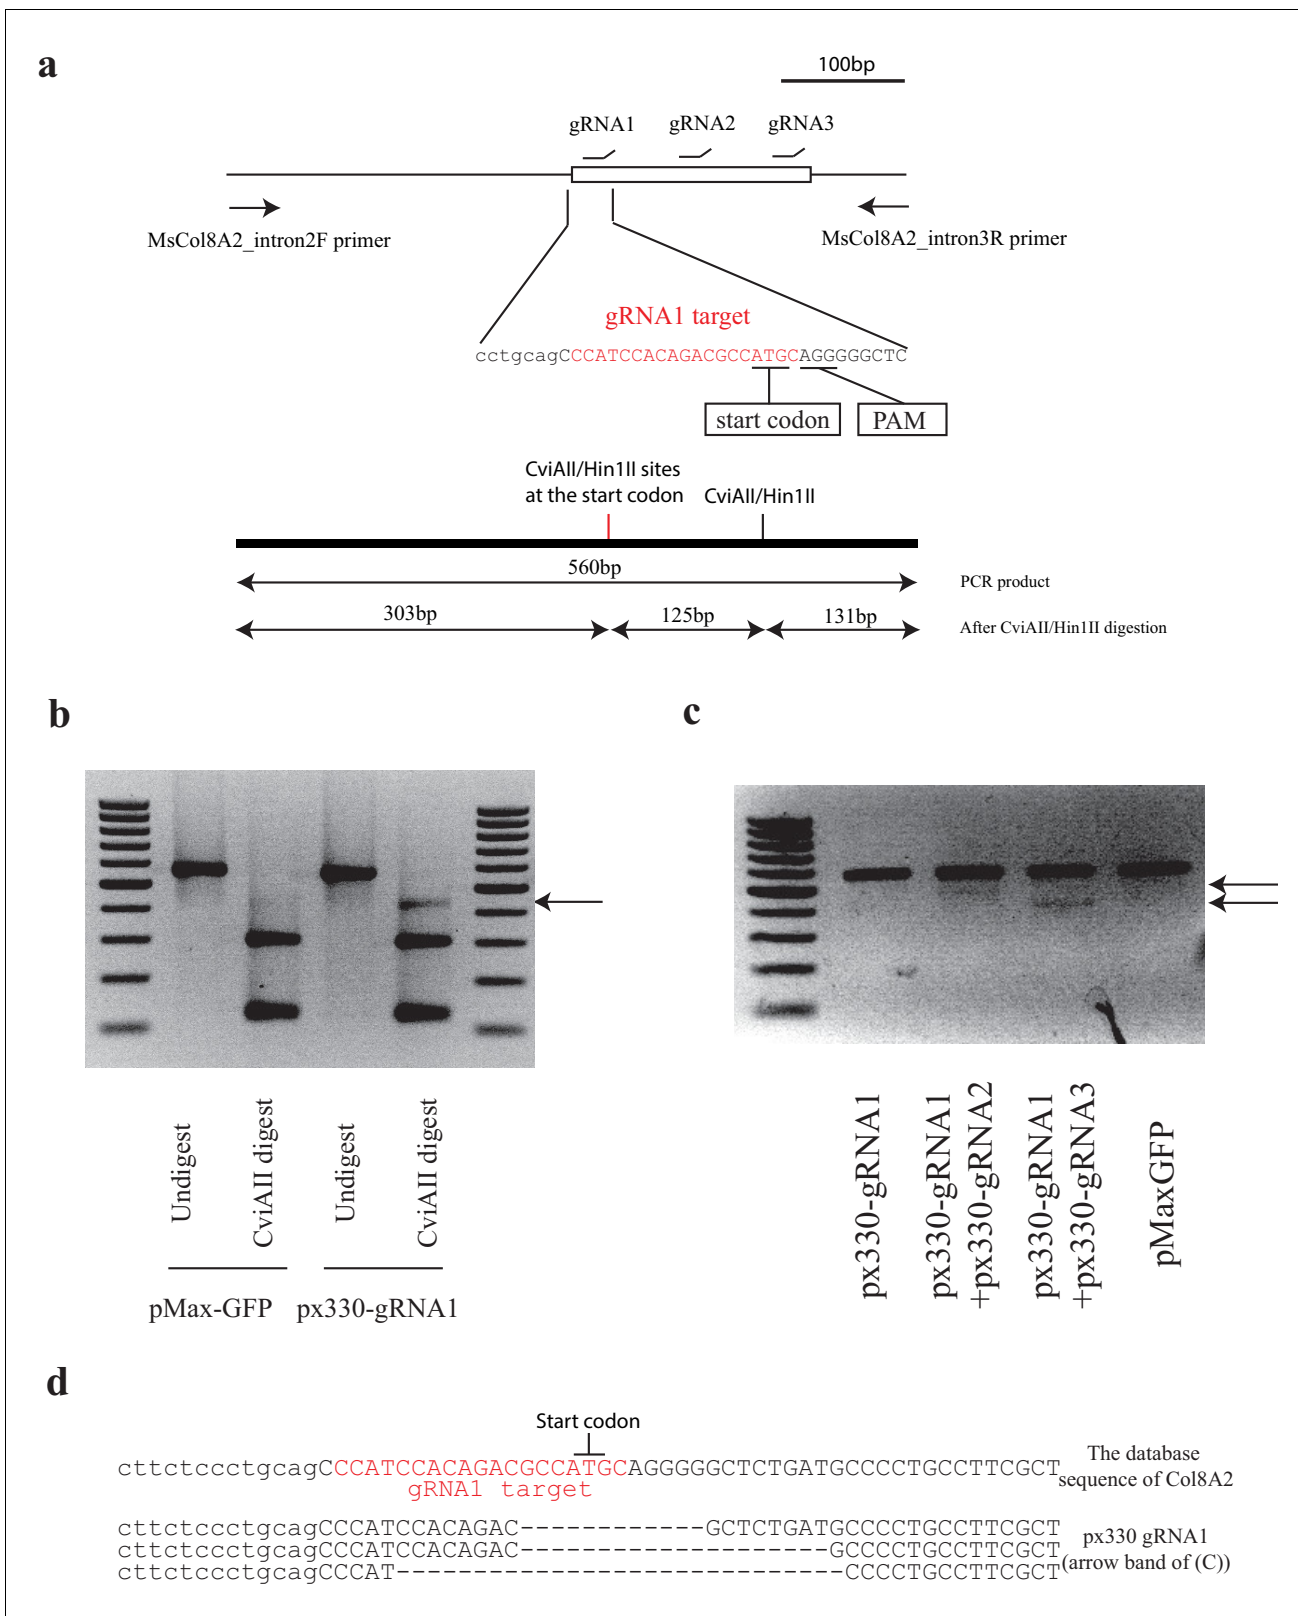 a
100bp
gRNA1
gRNA2
gRNA3
MsCol8A2_intron2F primer
MsCol8A2_intron3R primer
gRNA1 target
cctgcagCCCATCCACAGACGCCATGCAGGGGGCTC
start codon
PAM
CviAII/Hin1II sites
at the start codon
CviAII/Hin1II
560bp
PCR product
303bp
125bp
131bp
After CviAII/Hin1II digestion
b
c
Undigest
CviAII digest
Undigest
CviAII digest
pMax-GFP
px330-gRNA1
px330-gRNA1
px330-gRNA1
+px330-gRNA2
px330-gRNA1
+px330-gRNA3
pMaxGFP
d
Start codon
cttctccctgcagCCCATCCACAGACGCCATGCAGGGGGCTCTGATGCCCCTGCCTTCGCT
The database
sequence of Col8A2
gRNA1 target
cttctccctgcagCCCATCCACAGAC------------GCTCTGATGCCCCTGCCTTCGCT
cttctccctgcagCCCATCCACAGAC--------------------GCCCCTGCCTTCGCT
cttctccctgcagCCCAT-----------------------------CCCCTGCCTTCGCT
px330 gRNA1
(arrow band of (C))